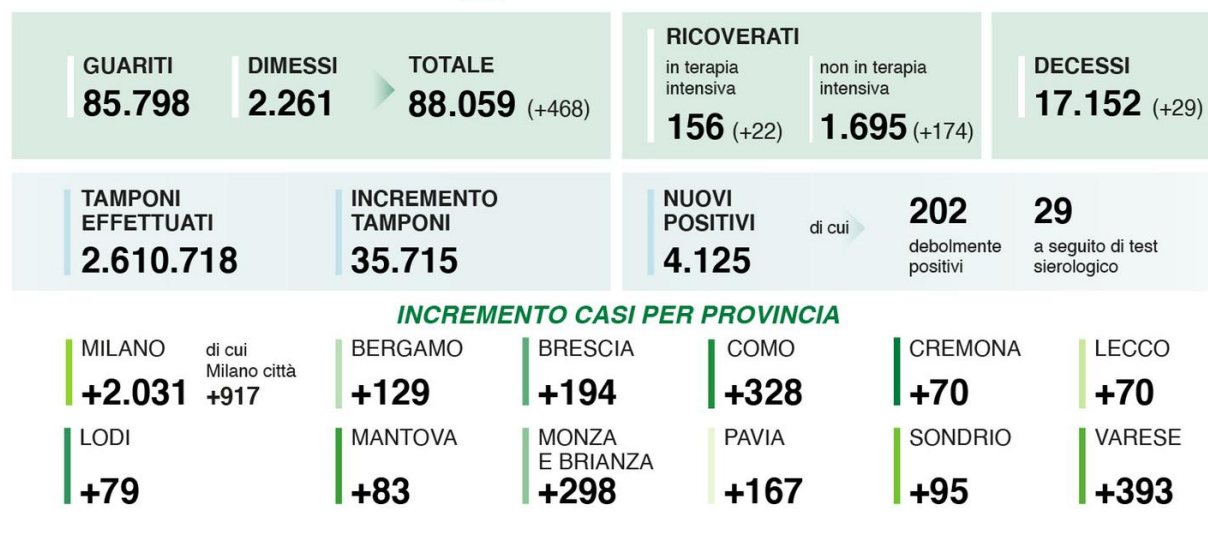 GUARITI
85.798
DIMESSI
2.261
TOTALE
88.059 (+468)
RICOVERATI
in terapia
intensiva
156 (+22)
non in terapia
intensiva
1.695 (+174)
DECESSI
17.152 (+29)
TAMPONI
EFFETTUATI
2.610.718
INCREMENTO
TAMPONI
35.715
NUOVI
POSITIVI
4.125
di cui
202
debolmente
positivi
29
a seguito di test
sierologico
INCREMENTO CASI PER PROVINCIA
MILANO
+2.031
di cui
Milano città
+917
BERGAMO
+129
BRESCIA
+194
COMO
+328
CREMONA
+70
LECCO
+70
LODI
+79
MANTOVA
+83
MONZA
E BRIANZA
+298
PAVIA
+167
SONDRIO
+95
VARESE
+393